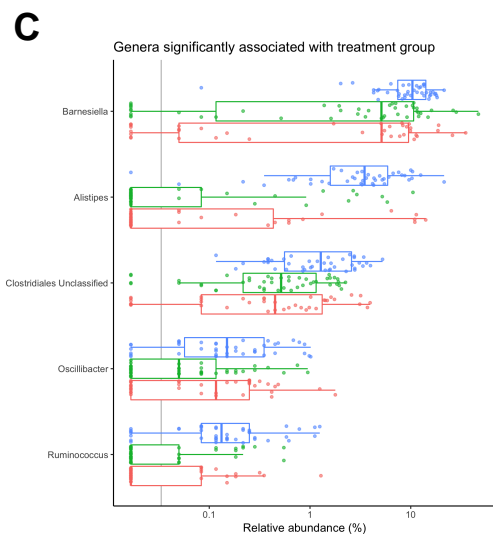 C
Genera significantly associated with treatment group
Barnesiella
Alistipes
Clostridiales Unclassified
Oscillibacter
Ruminococcus
0.1 1 10
Relative abundance (%)